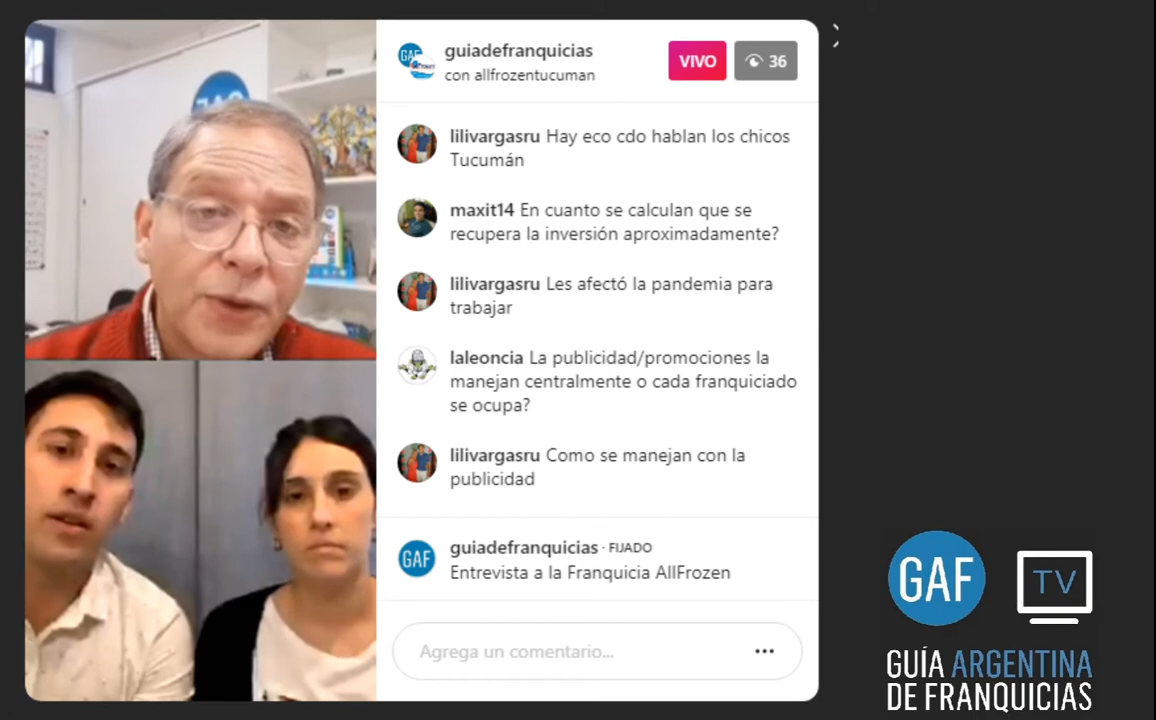 guiadefranquicias
con allfrozentucuman
VIVO
36
lilivargasru Hay eco cdo hablan los chicos
Tucumán
maxit14 En cuanto se calculan que se
recupera la inversión aproximadamente?
lilivargasru Les afectó la pandemia para
trabajar
laleoncia La publicidad/promociones la
manejan centralmente o cada franquiciado
se ocupa?
lilivargasru Como se manejan con la
publicidad
GAF
guiadefranquicias · FIJADO
Entrevista a la Franquicia AllFrozen
Agrega un comentario...
GAF
TV
GUÍA ARGENTINA
DE FRANQUICIAS